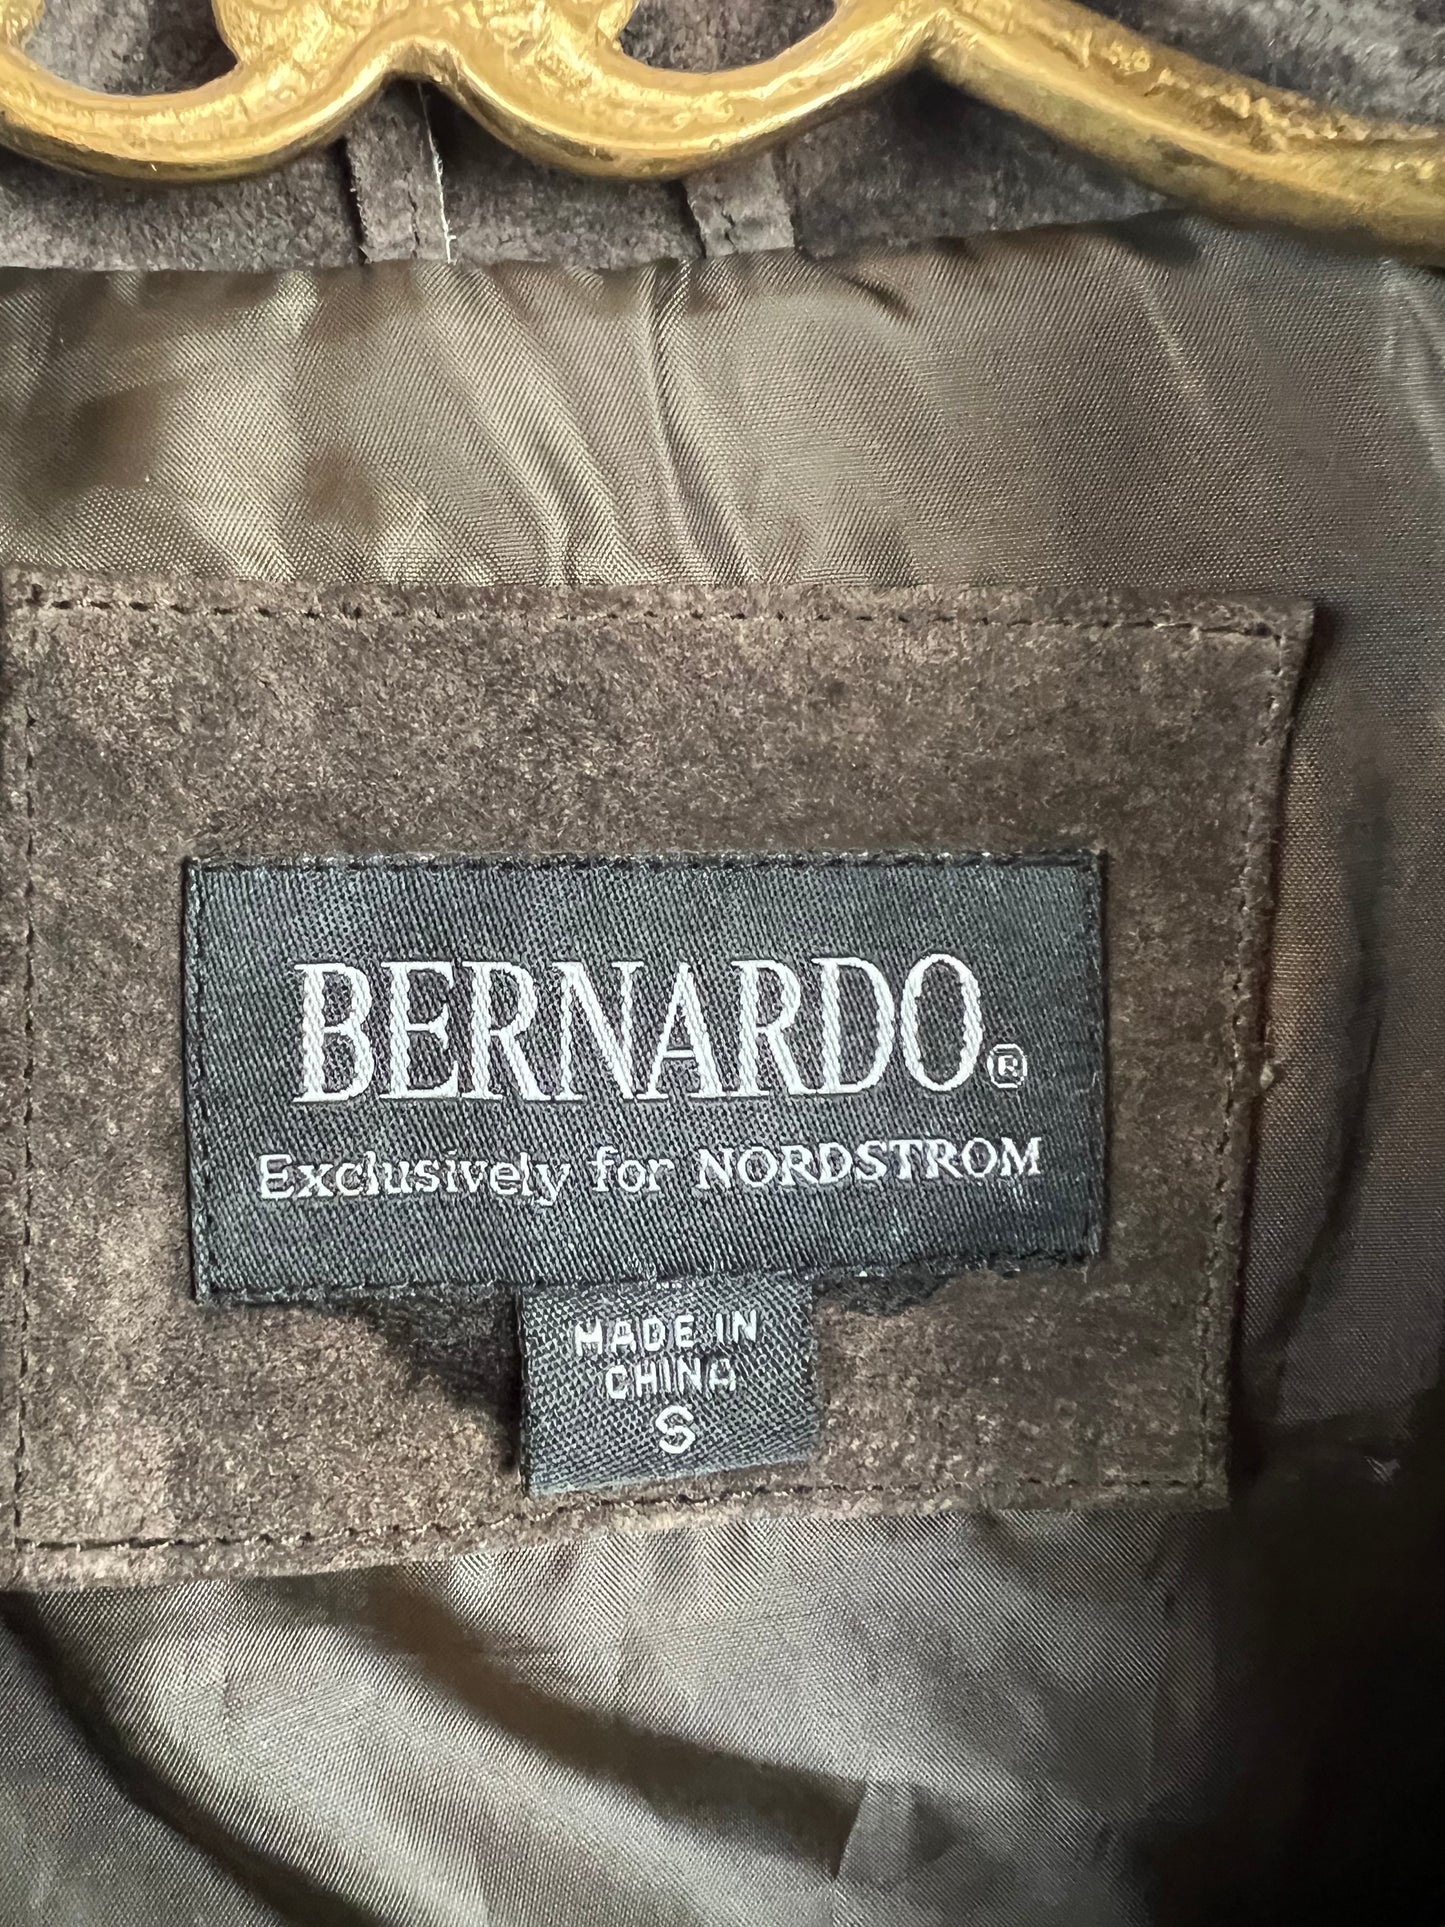 BERNARDO®
Exclusively for NORDSTROM
MADE IN
CHINA
S